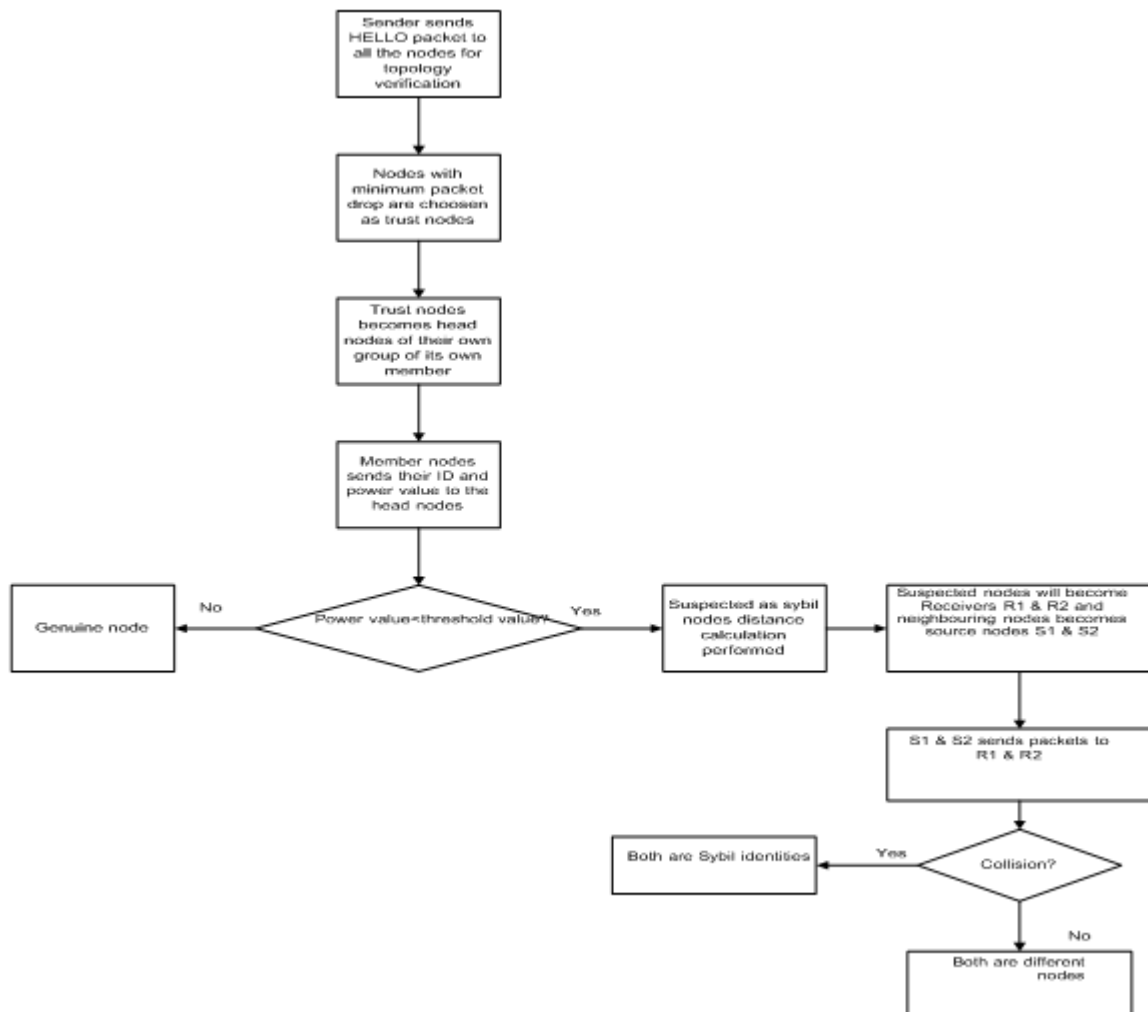 Sender sends
HELLO packet to
all the nodes for
topology
verification
Nodes with
minimum packet
drop are choosen
as trust nodes
Trust nodes
becomes head
nodes of their own
group of its own
member
Member nodes
sends their ID and
power value to the
head nodes
Genuine node
No
Power value<threshold value?
Yes
Suspected as sybil
nodes distance
calculation
performed
Suspected nodes will become
Receivers R1 & R2 and
neighbouring nodes becomes
source nodes S1 & S2
S1 & S2 sends packets to
R1 & R2
Both are Sybil identities
Yes
Collision?
No
Both are different
nodes